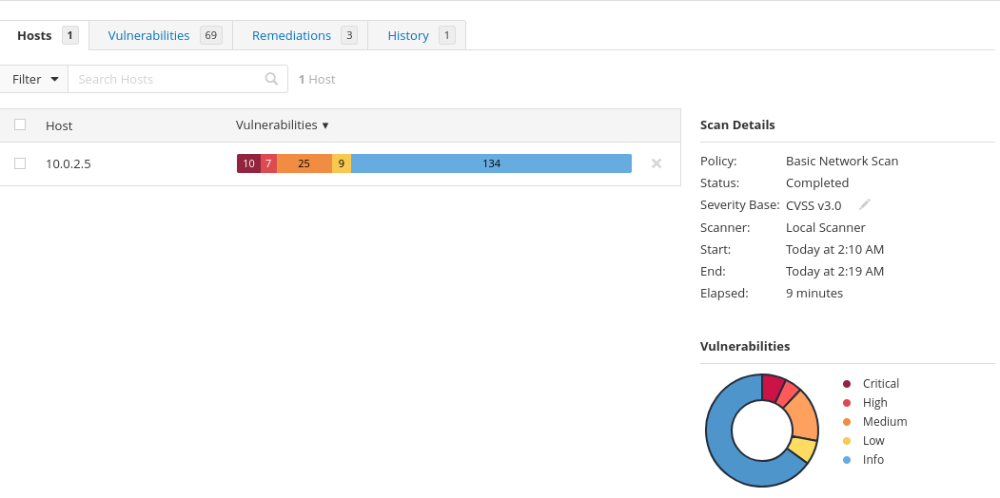 Hosts 1 Vulnerabilities 69 Remediations 3 History 1
Filter Search Hosts 1 Host
Host Vulnerabilities ▼
10.0.2.5 10 7 25 9 134
Scan Details
Policy: Basic Network Scan
Status: Completed
Severity Base: CVSS v3.0
Scanner: Local Scanner
Start: Today at 2:10 AM
End: Today at 2:19 AM
Elapsed: 9 minutes
Vulnerabilities
Critical
High
Medium
Low
Info